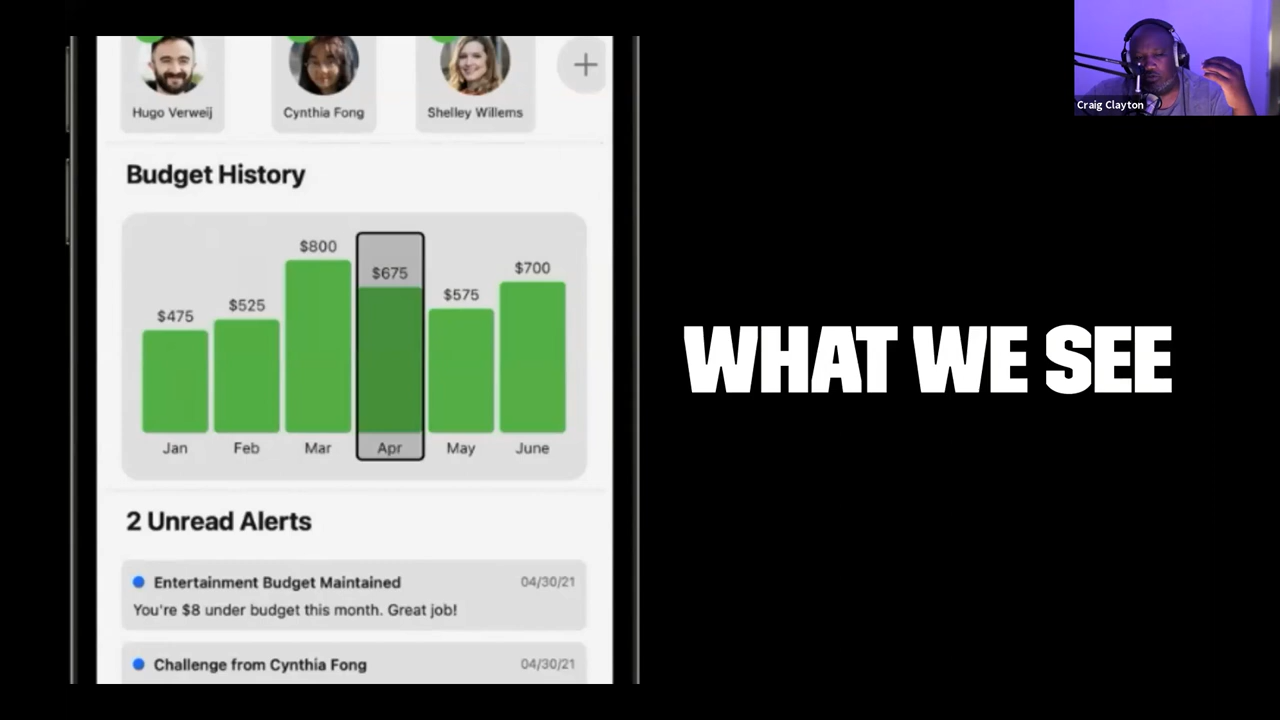 Craig Clayton
Hugo Verweij
Cynthia Fong
Shelley Willems
Budget History
$475
$525
$800
$675
$575
$700
Jan
Feb
Mar
Apr
May
June
WHAT WE SEE
2 Unread Alerts
Entertainment Budget Maintained
04/30/21
You're $8 under budget this month. Great job!
Challenge from Cynthia Fong
04/30/21